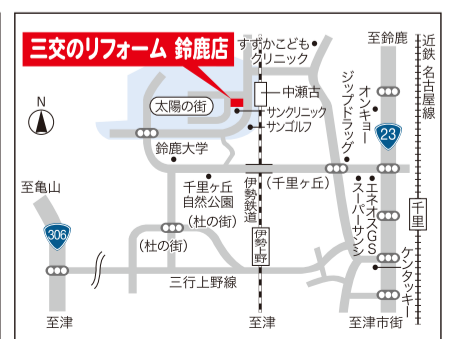 三交のリフォーム 鈴鹿店
すずかこども
クリニック
至鈴鹿
近鉄 名古屋線
N
太陽の街
中瀬古
サンクリニック
サンゴルフ
オンキョー
ジップドラッグ
23
鈴鹿大学
千里ヶ丘
自然公園
(千里ヶ丘)
伊勢鉄道
至亀山
306
(杜の街)
(杜の街)
伊勢上野
エネオスGS
スーパーサンシ
千里
ケンタッキー
三行上野線
至津
至津
至津市街